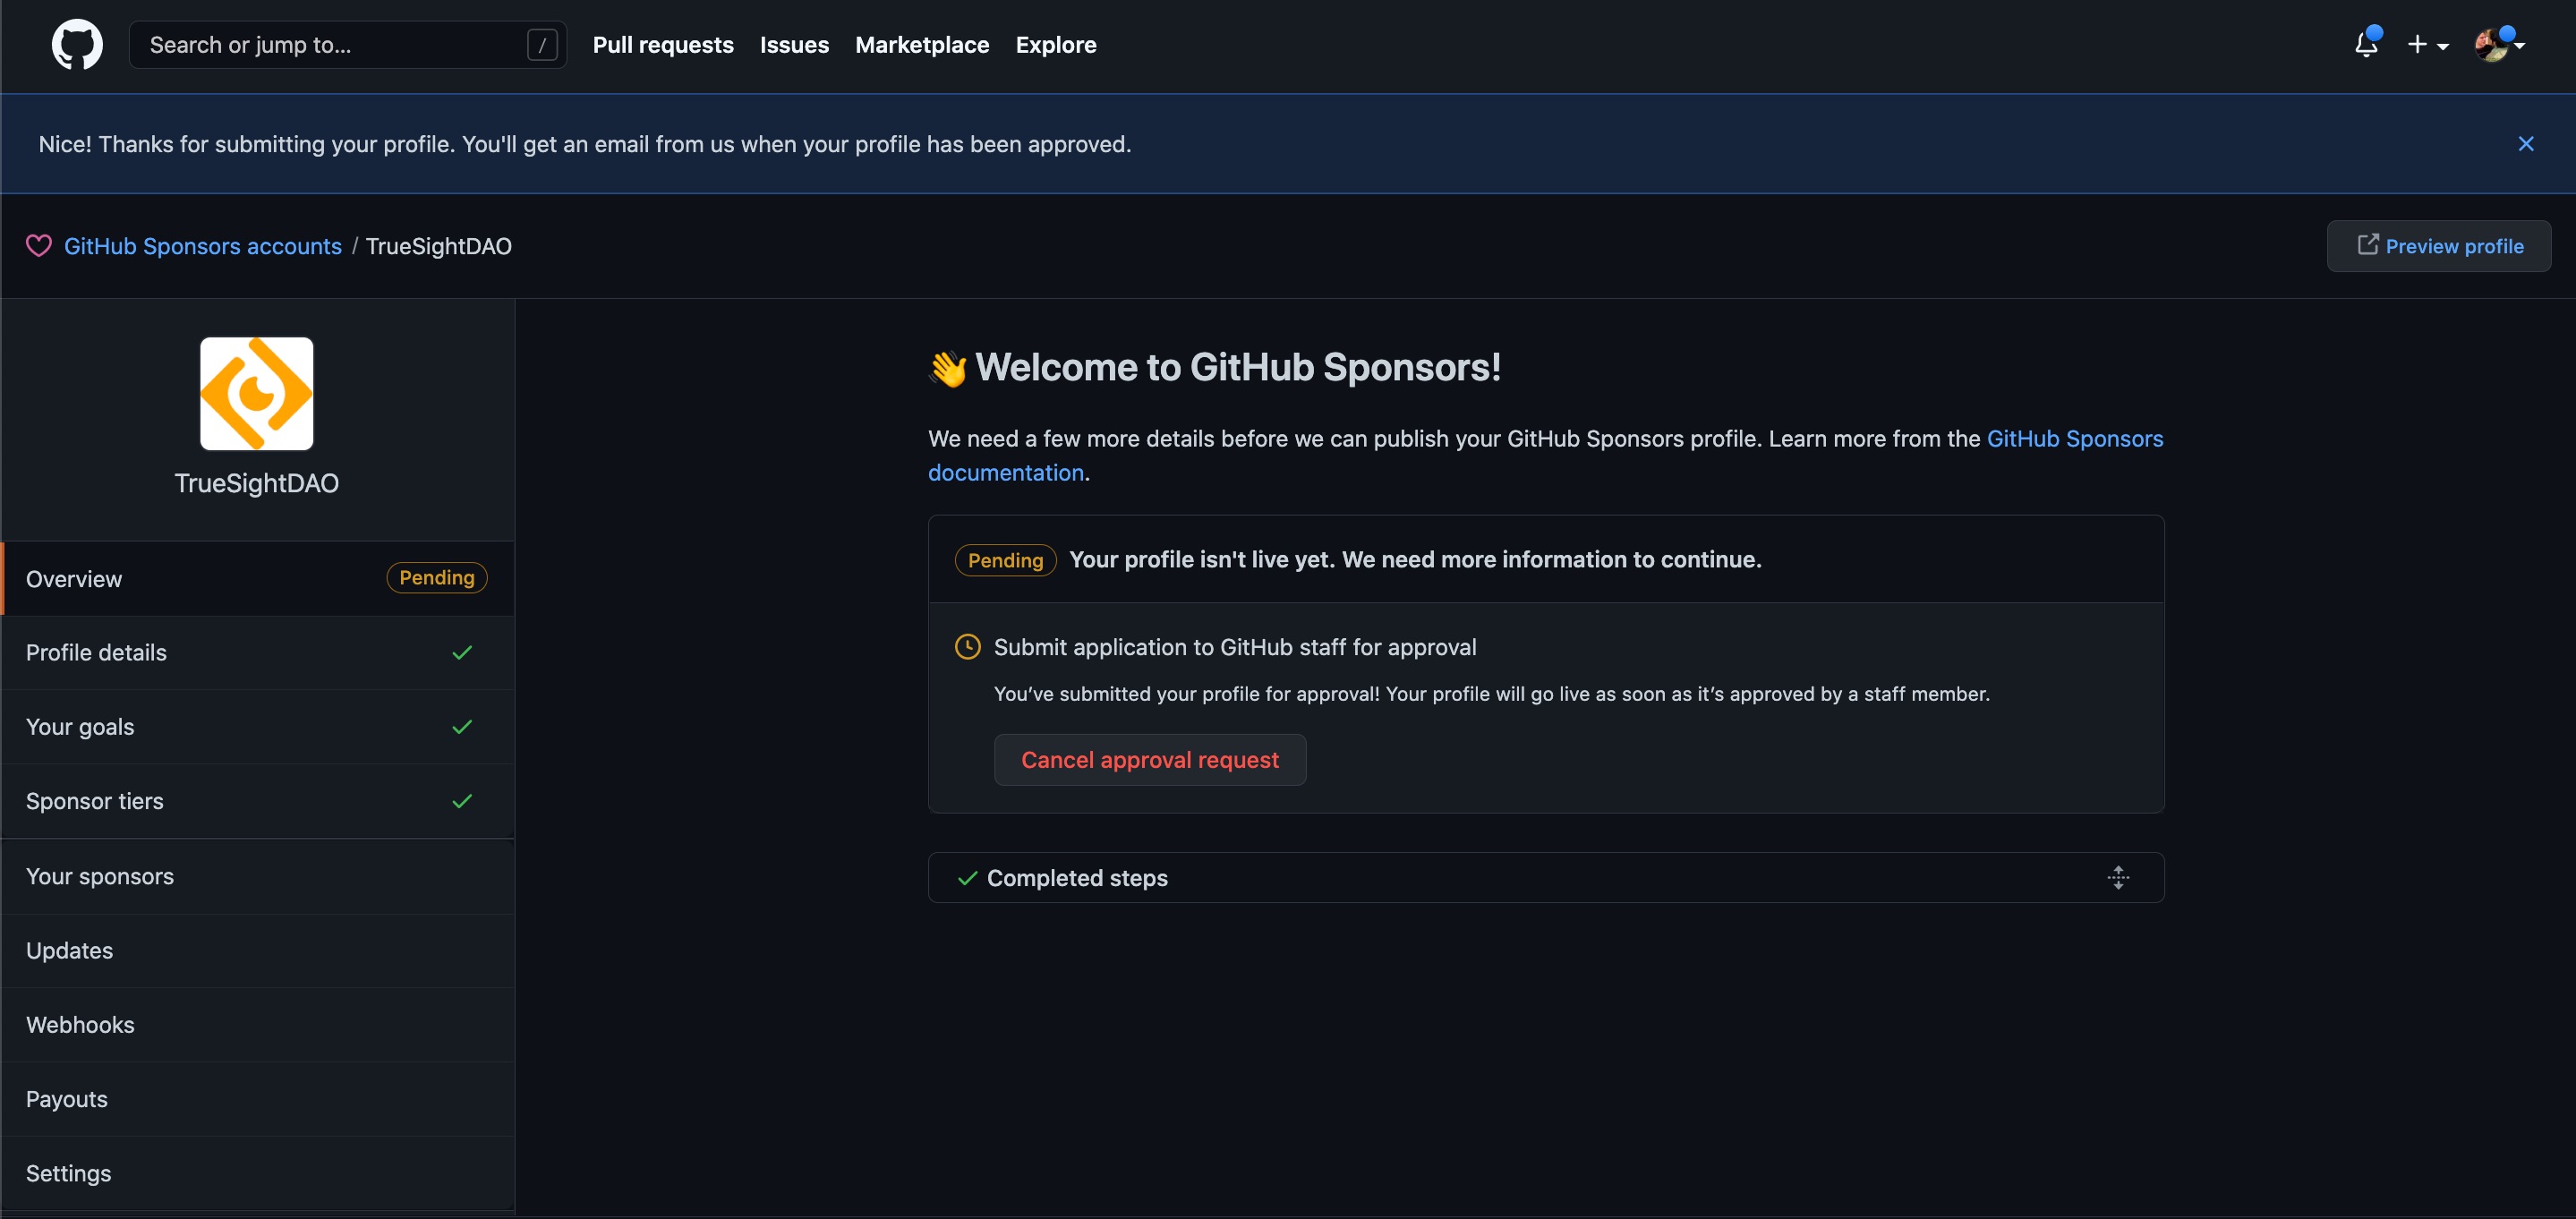 Search or jump to...
/
Pull requests
Issues
Marketplace
Explore
Nice! Thanks for submitting your profile. You'll get an email from us when your profile has been approved.
GitHub Sponsors accounts / TrueSightDAO
Preview profile
TrueSightDAO
Overview
Pending
Profile details
Your goals
Sponsor tiers
Your sponsors
Updates
Webhooks
Payouts
Settings
👋 Welcome to GitHub Sponsors!
We need a few more details before we can publish your GitHub Sponsors profile. Learn more from the GitHub Sponsors
documentation.
Pending Your profile isn't live yet. We need more information to continue.
Submit application to GitHub staff for approval
You’ve submitted your profile for approval! Your profile will go live as soon as it’s approved by a staff member.
Cancel approval request
Completed steps